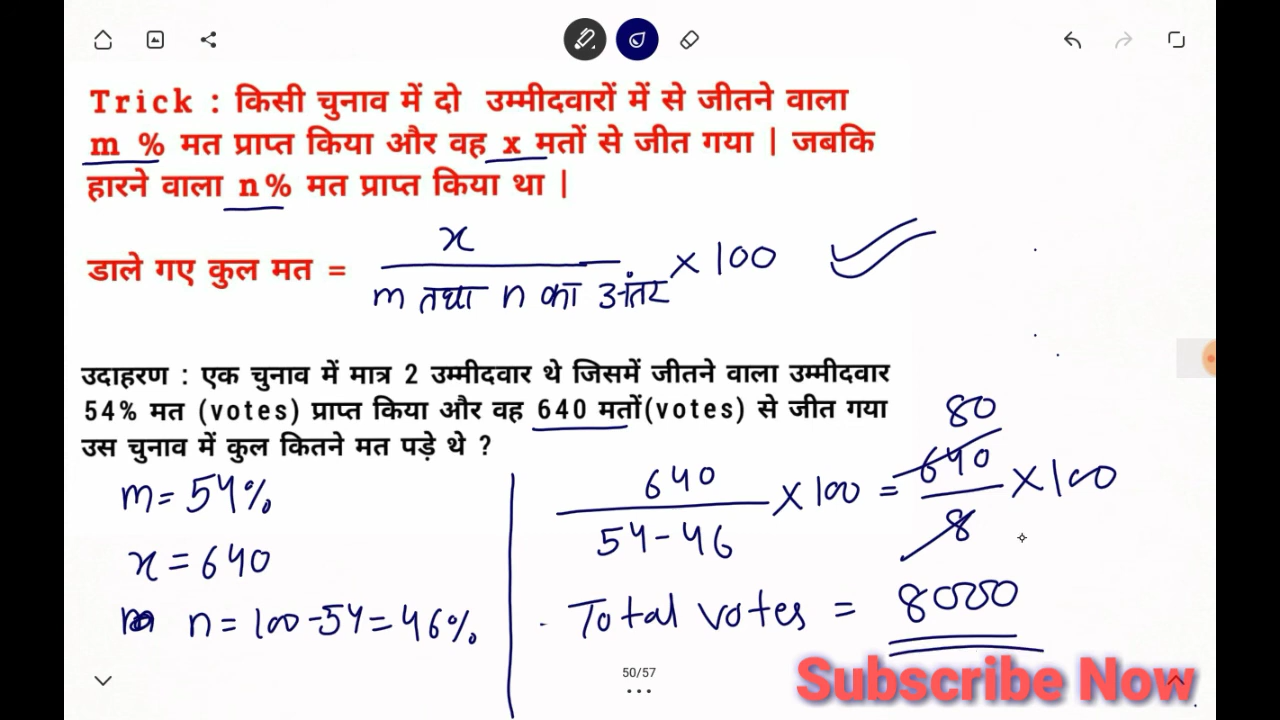 Trick : किसी चुनाव में दो उम्मीदवारों में से जीतने वाला
m % मत प्राप्त किया और वह x मतों से जीत गया | जबकि
हारने वाला n% मत प्राप्त किया था |
x
डाले गए कुल मत = × 100
m तथा n का अंतर
उदाहरण : एक चुनाव में मात्र 2 उम्मीदवार थे जिसमें जीतने वाला उम्मीदवार
54% मत (votes) प्राप्त किया और वह 640 मतों(votes) से जीत गया
उस चुनाव में कुल कितने मत पड़े थे ?
m = 54%
x = 640
n = 100 - 54 = 46%
80
640 × 100 = 640 × 100
54 - 46 8
Total votes = 8000
50/57
Subscribe Now